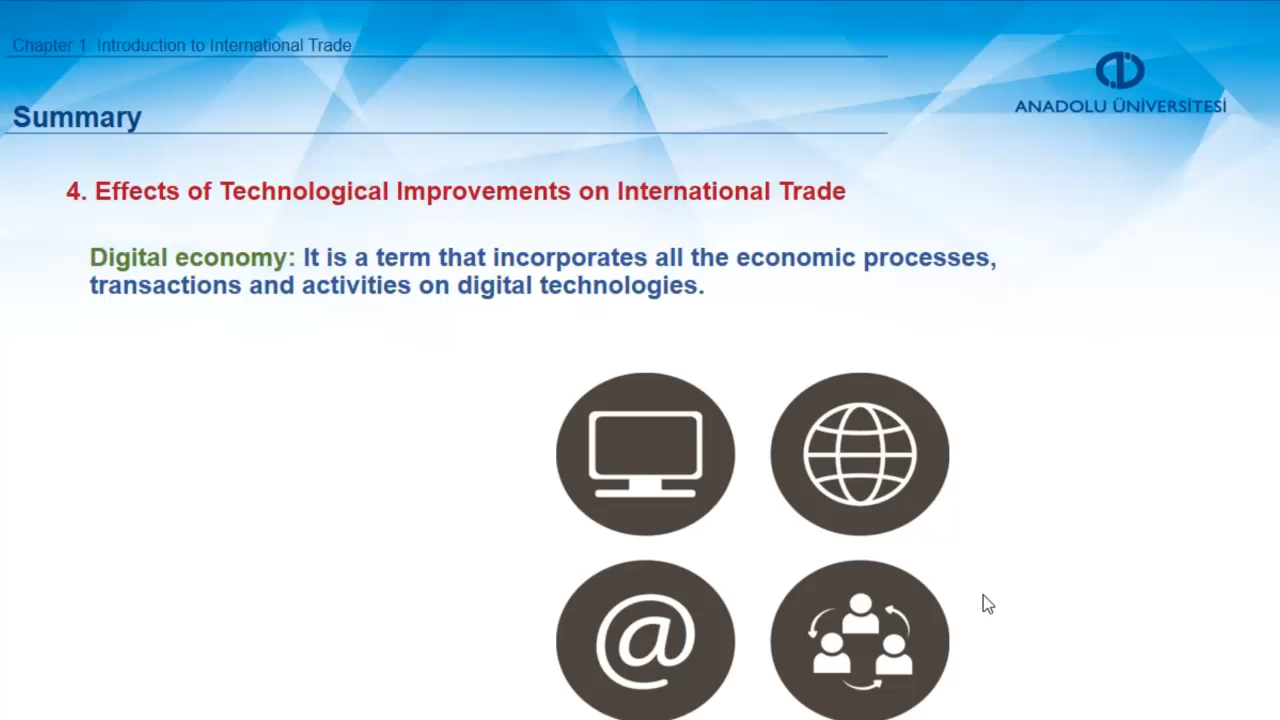 Chapter 1: Introduction to International Trade
ANADOLU ÜNİVERSİTESİ
Summary
4. Effects of Technological Improvements on International Trade
Digital economy: It is a term that incorporates all the economic processes,
transactions and activities on digital technologies.
@